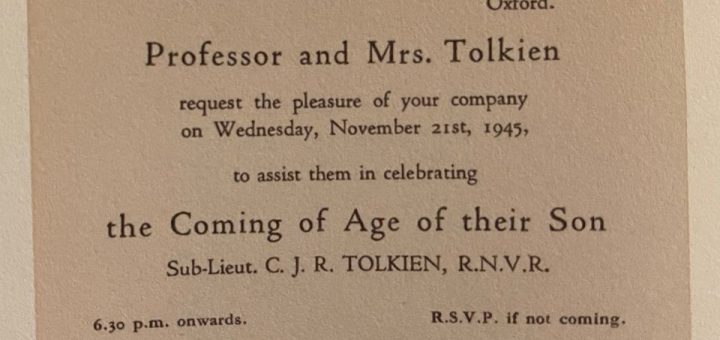 Oxford.
Professor and Mrs. Tolkien
request the pleasure of your company
on Wednesday, November 21st, 1945,
to assist them in celebrating
the Coming of Age of their Son
Sub-Lieut. C. J. R. TOLKIEN, R.N.V.R.
6.30 p.m. onwards.
R.S.V.P. if not coming.